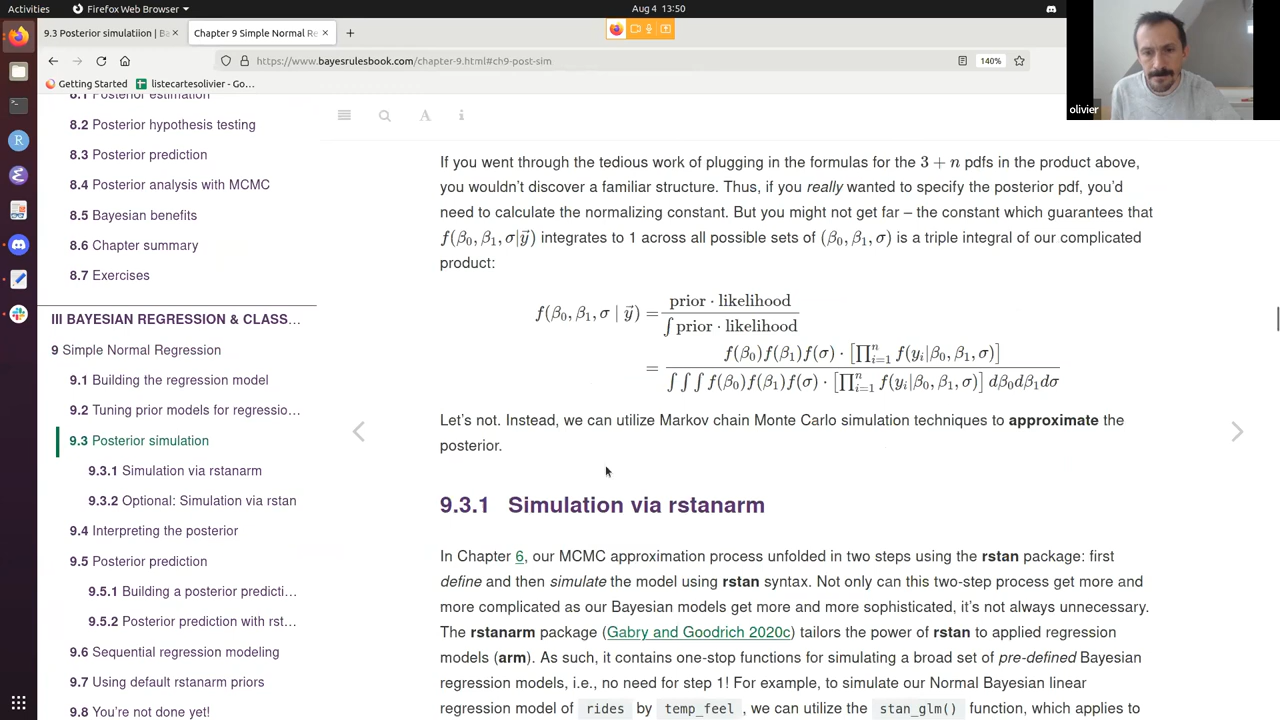 Activities
Firefox Web Browser
Aug 4 13:50
9.3 Posterior simulatiion | Ba
Chapter 9 Simple Normal Re
https://www.bayesrulesbook.com/chapter-9.html#ch9-post-sim
140%
Getting Started
listecartesolivier - Go…
olivier
8.1 Posterior estimation
8.2 Posterior hypothesis testing
8.3 Posterior prediction
8.4 Posterior analysis with MCMC
8.5 Bayesian benefits
8.6 Chapter summary
8.7 Exercises
III BAYESIAN REGRESSION & CLASS…
9 Simple Normal Regression
9.1 Building the regression model
9.2 Tuning prior models for regressio…
9.3 Posterior simulation
9.3.1 Simulation via rstanarm
9.3.2 Optional: Simulation via rstan
9.4 Interpreting the posterior
9.5 Posterior prediction
9.5.1 Building a posterior predicti…
9.5.2 Posterior prediction with rst…
9.6 Sequential regression modeling
9.7 Using default rstanarm priors
9.8 You're not done yet!
If you went through the tedious work of plugging in the formulas for the 3 + n pdfs in the product above,
you wouldn't discover a familiar structure. Thus, if you really wanted to specify the posterior pdf, you'd
need to calculate the normalizing constant. But you might not get far – the constant which guarantees that
f(β₀, β₁, σ|y⃗) integrates to 1 across all possible sets of (β₀, β₁, σ) is a triple integral of our complicated
product:
f(β₀, β₁, σ | y⃗) = prior · likelihood / ∫ prior · likelihood
= f(β₀)f(β₁)f(σ) · [∏ⁿᵢ₌₁ f(yᵢ|β₀, β₁, σ)] / ∫ ∫ ∫ f(β₀)f(β₁)f(σ) · [∏ⁿᵢ₌₁ f(yᵢ|β₀, β₁, σ)] dβ₀dβ₁dσ
Let's not. Instead, we can utilize Markov chain Monte Carlo simulation techniques to approximate the
posterior.
9.3.1 Simulation via rstanarm
In Chapter 6, our MCMC approximation process unfolded in two steps using the rstan package: first
define and then simulate the model using rstan syntax. Not only can this two-step process get more and
more complicated as our Bayesian models get more and more sophisticated, it's not always unnecessary.
The rstanarm package (Gabry and Goodrich 2020c) tailors the power of rstan to applied regression
models (arm). As such, it contains one-stop functions for simulating a broad set of pre-defined Bayesian
regression models, i.e., no need for step 1! For example, to simulate our Normal Bayesian linear
regression model of rides by temp_feel , we can utilize the stan_glm() function, which applies to